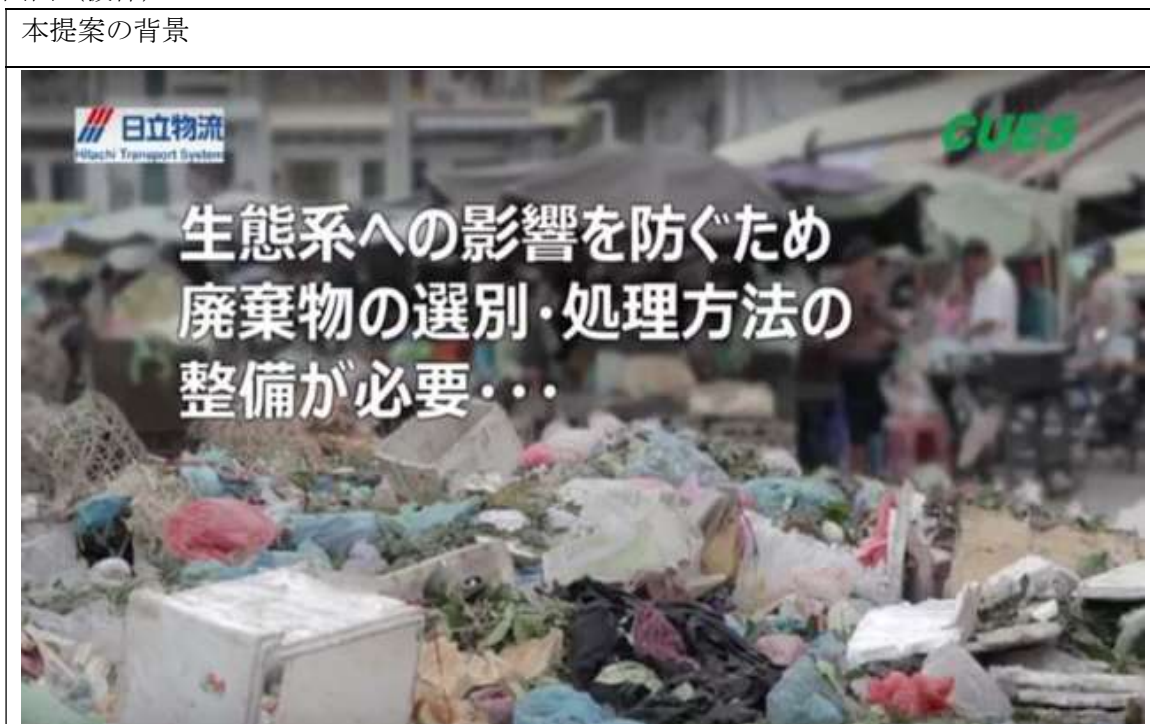 本提案の背景
日立物流
Hitachi Transport System
CUES
生態系への影響を防ぐため
廃棄物の選別・処理方法の
整備が必要・・・